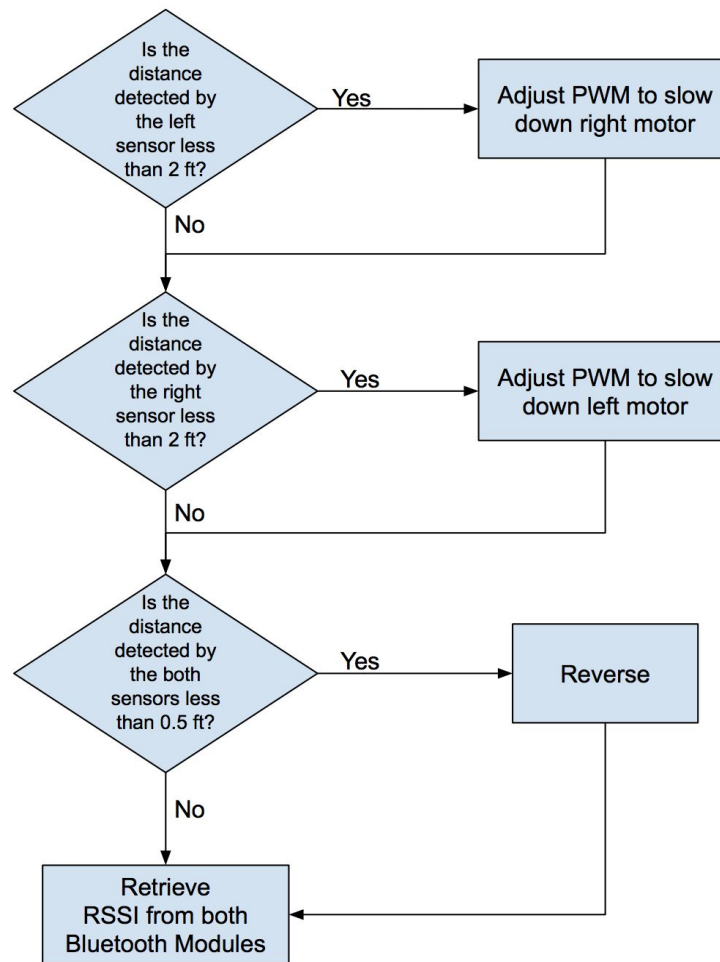 Is the
distance
detected by
the left
sensor less
than 2 ft?
Yes
Adjust PWM to slow
down right motor
No
Is the
distance
detected by
the right
sensor less
than 2 ft?
Yes
Adjust PWM to slow
down left motor
No
Is the
distance
detected by
the both
sensors less
than 0.5 ft?
Yes
Reverse
No
Retrieve
RSSI from both
Bluetooth Modules